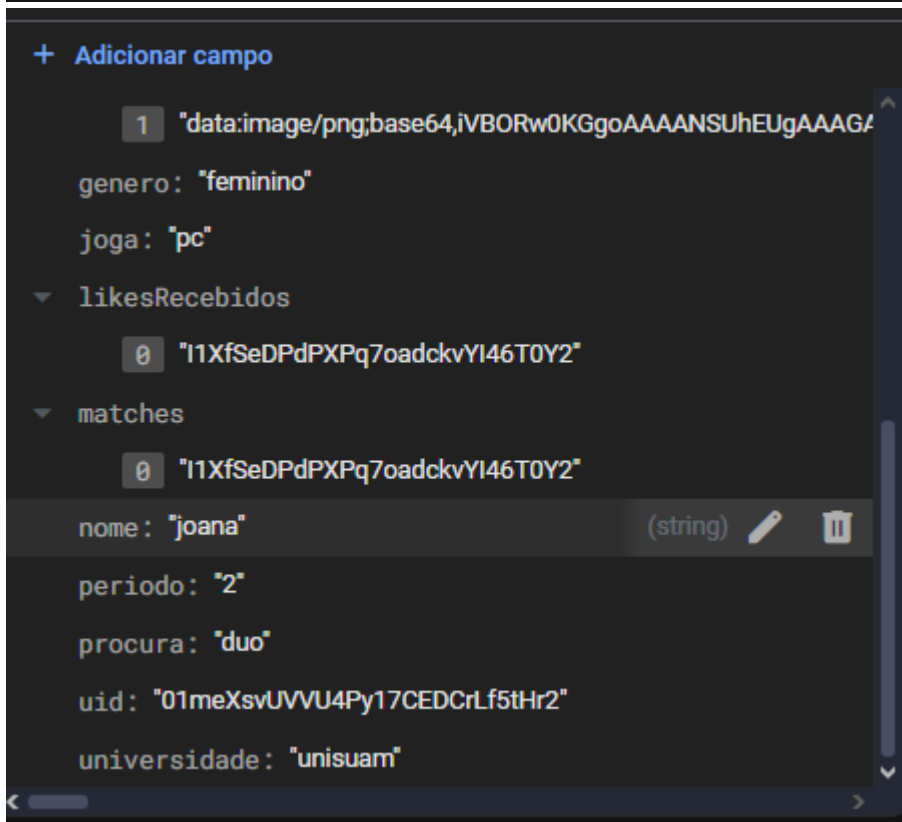 + Adicionar campo
1 "data:image/png;base64,iVBORw0KGgoAAAANSUhEUgAAAGA
genero: "feminino"
joga: "pc"
likesRecebidos
0 "I1XfSeDPdPXPq7oadckvYI46T0Y2"
matches
0 "I1XfSeDPdPXPq7oadckvYI46T0Y2"
nome: "joana" (string)
periodo: "2"
procura: "duo"
uid: "01meXsvUVVU4Py17CEDCrLf5tHr2"
universidade: "unisuam"